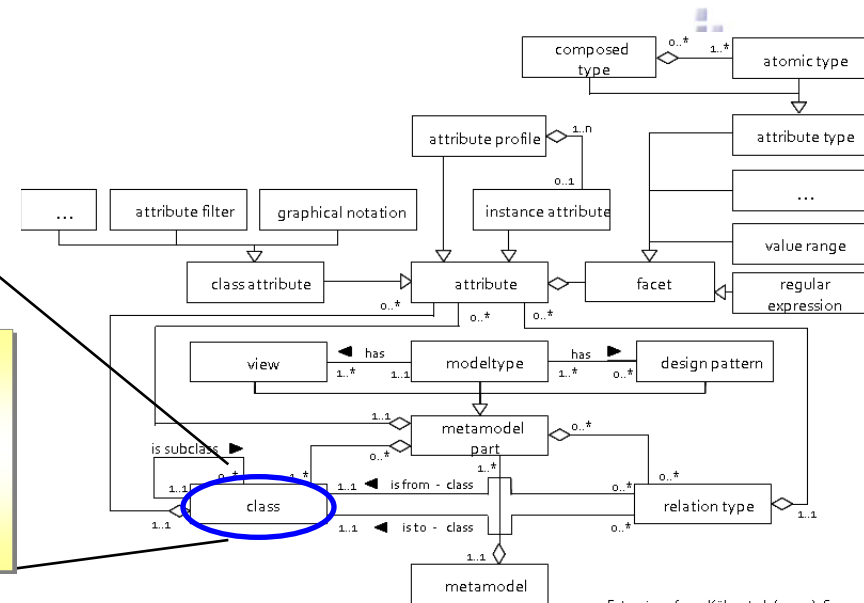 composed
type
0..*
1..*
atomic type
attribute profile
1..n
attribute type
0..1
...
attribute filter
graphical notation
instance attribute
...
value range
class attribute
attribute
facet
regular
expression
0..*
0..*
0..*
view
◄ has
1..*
1..1
modeltype
has ►
1..*
0..*
design pattern
1..1
metamodel
part
0..*
is subclass ►
0..*
0..*
1..*
1..*
0..*
1..1
1..1
◄ is from - class
0..*
class
relation type
1..1
1..1
1..1
◄ is to - class
0..*
1..1
metamodel